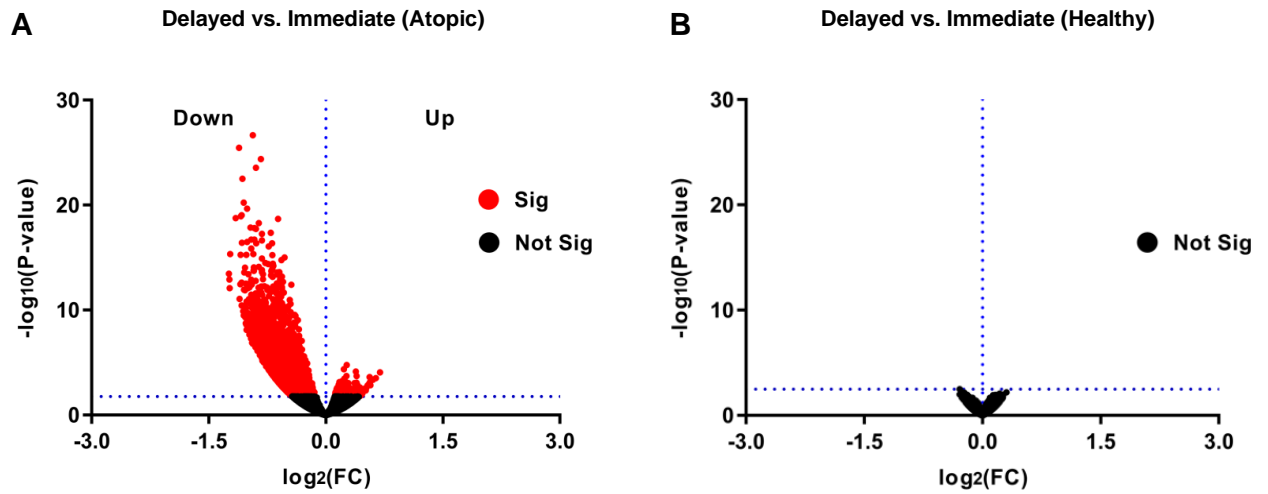 A
Delayed vs. Immediate (Atopic)
30
20
10
0
-log10(P-value)
Down
Up
Sig
Not Sig
-3.0
-1.5
0.0
1.5
3.0
log2(FC)
B
Delayed vs. Immediate (Healthy)
30
20
10
0
-log10(P-value)
Not Sig
-3.0
-1.5
0.0
1.5
3.0
log2(FC)